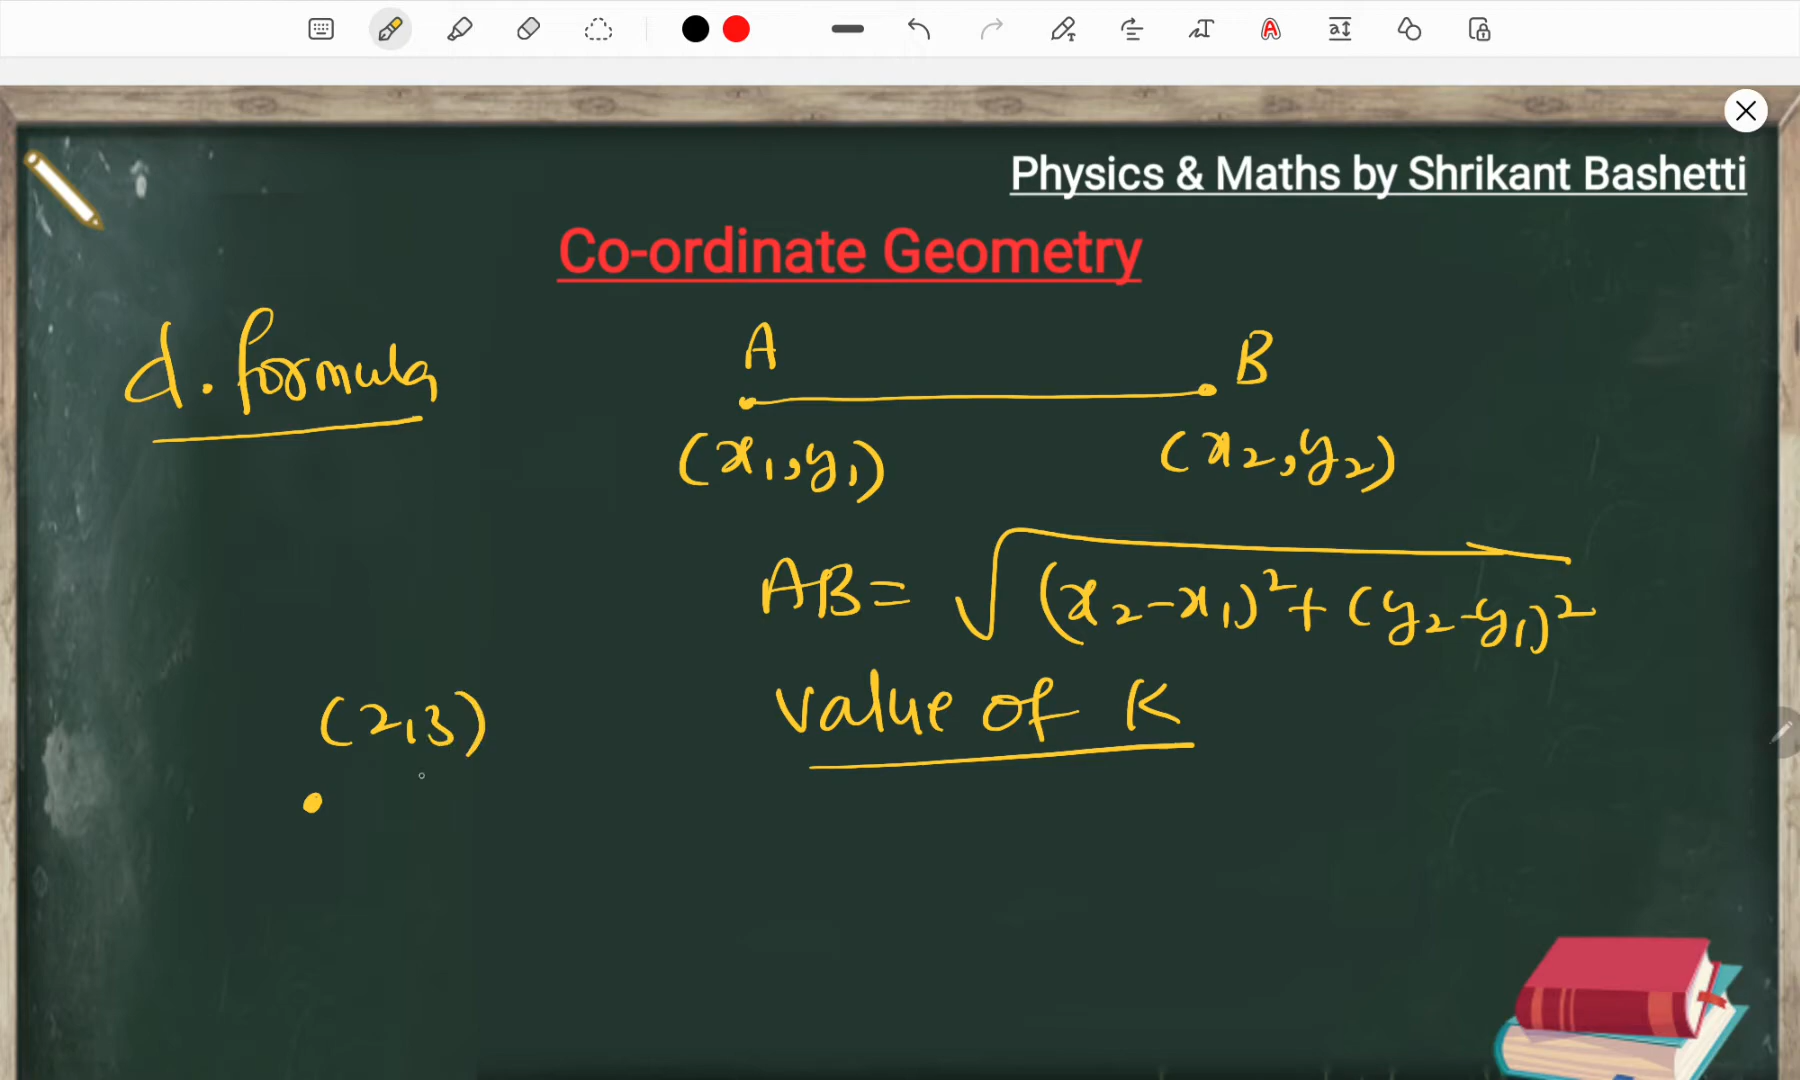 Physics & Maths by Shrikant Bashetti
Co-ordinate Geometry
d. formula
A B
(x₁,y₁) (x₂,y₂)
AB= √(x₂-x₁)²+(y₂-y₁)²
value of K
(2,3)